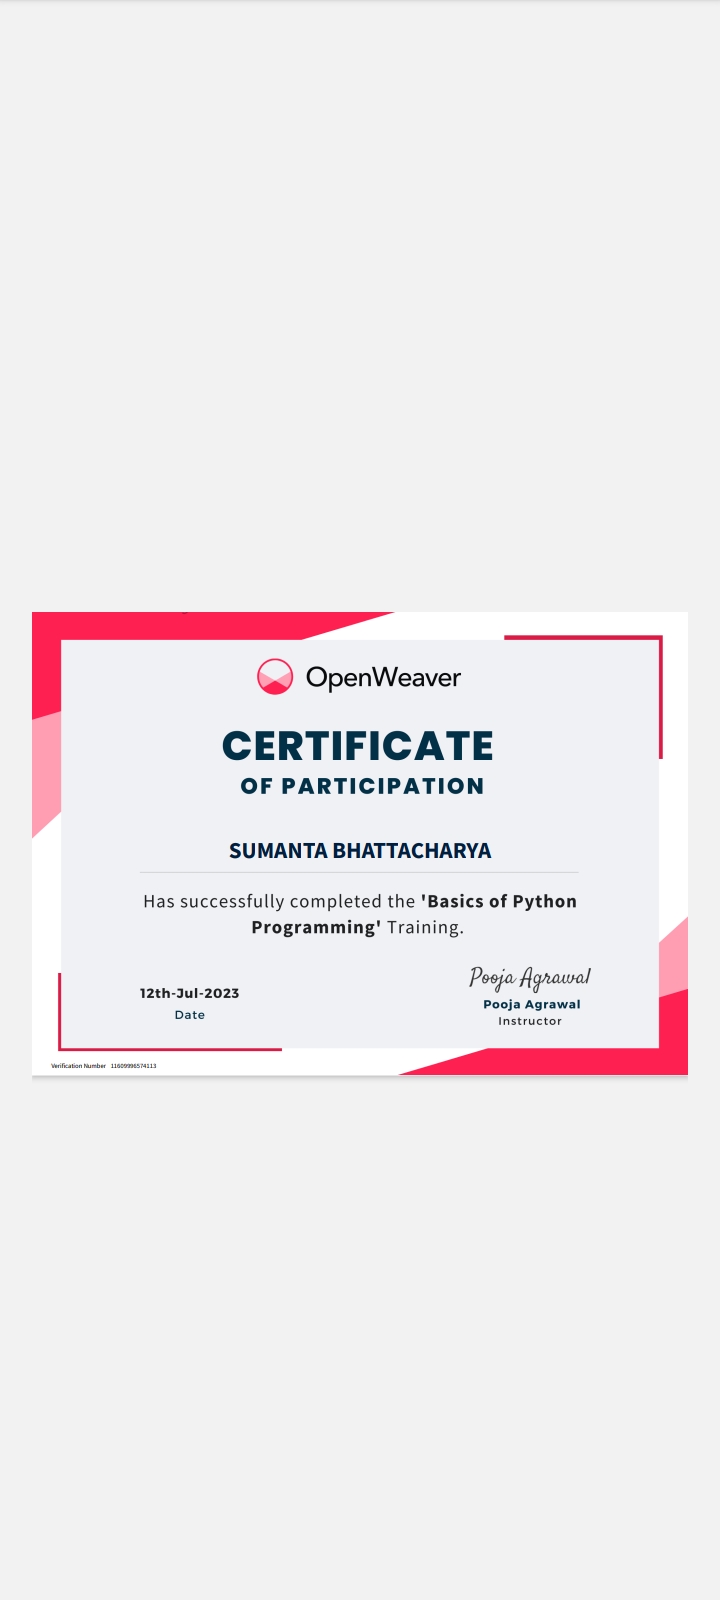 OpenWeaver
CERTIFICATE
OF PARTICIPATION
SUMANTA BHATTACHARYA
Has successfully completed the 'Basics of Python
Programming' Training.
12th-Jul-2023
Date
Pooja Agrawal
Pooja Agrawal
Instructor
Verification Number 11609996574113